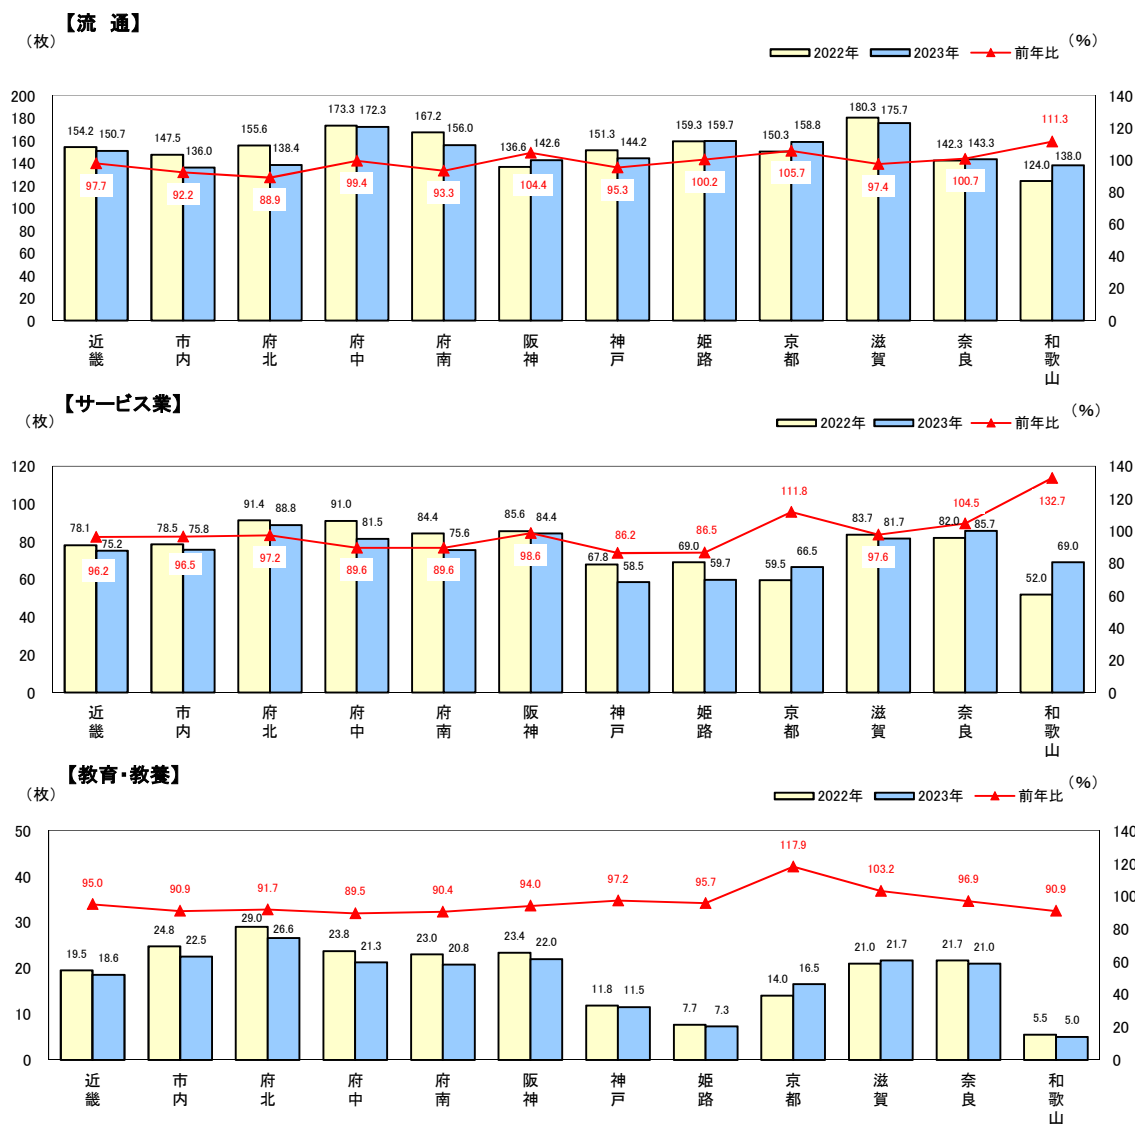 【流　通】
（枚）
（%）
2022年 2023年 前年比
200
180
160
140
120
100
80
60
40
20
0
140
120
100
80
60
40
20
0
154.2 150.7 147.5 136.0 155.6 138.4 173.3 172.3 167.2 156.0 136.6 142.6 151.3 144.2 159.3 159.7 150.3 158.8 180.3 175.7 142.3 143.3 124.0 138.0
97.7 92.2 88.9 99.4 93.3 104.4 95.3 100.2 105.7 97.4 100.7 111.3
近畿 市内 府北 府中 府南 阪神 神戸 姫路 京都 滋賀 奈良 和歌山
【サービス業】
（枚）
（%）
2022年 2023年 前年比
120
100
80
60
40
20
0
140
120
100
80
60
40
20
0
78.1 75.2 78.5 75.8 91.4 88.8 91.0 81.5 84.4 75.6 85.6 84.4 67.8 58.5 69.0 59.7 59.5 66.5 83.7 81.7 82.0 85.7 52.0 69.0
96.2 96.5 97.2 89.6 89.6 98.6 86.2 86.5 111.8 97.6 104.5 132.7
近畿 市内 府北 府中 府南 阪神 神戸 姫路 京都 滋賀 奈良 和歌山
【教育・教養】
（枚）
（%）
2022年 2023年 前年比
50
40
30
20
10
0
140
120
100
80
60
40
20
0
95.0 90.9 91.7 89.5 90.4 94.0 97.2 95.7 117.9 103.2 96.9 90.9
19.5 18.6 24.8 22.5 29.0 26.6 23.8 21.3 23.0 20.8 23.4 22.0 11.8 11.5 7.7 7.3 14.0 16.5 21.0 21.7 21.7 21.0 5.5 5.0
近畿 市内 府北 府中 府南 阪神 神戸 姫路 京都 滋賀 奈良 和歌山